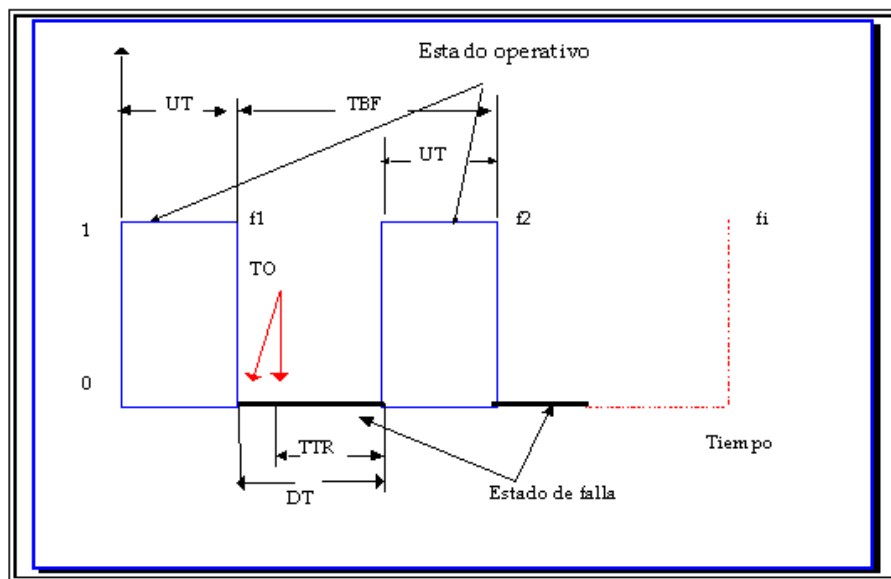 Estado operativo
UT
TBF
UT
1
f1
f2
fi
TO
0
Tiempo
TTR
DT
Estado de falla